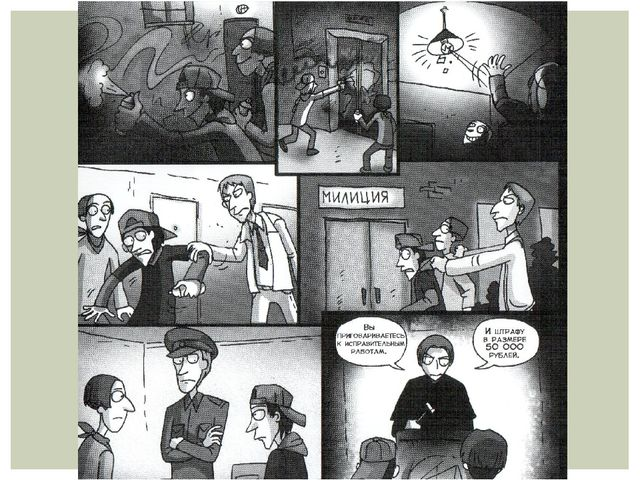 МИЛИЦИЯ
Вы
приговариваетесь
к исправительным
работам.
И штрафу
в размере
50 000
рублей.